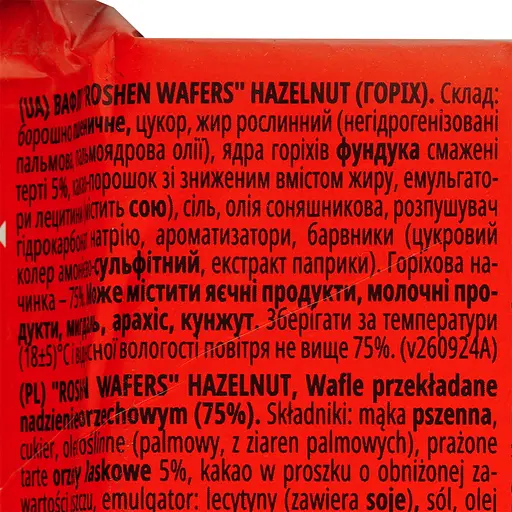 (UA) ВАФЛІ "ROSHEN WAFERS" HAZELNUT (ГОРІХ). Склад:
борошно пшеничне, цукор, жир рослинний (негідрогенізовані
пальмова, пальмоядрова олії), ядра горіхів фундука смажені
терті 5%, какао-порошок зі зниженим вмістом жиру, емульгато-
ри лецитини (містить сою), сіль, олія соняшникова, розпушувач
гідрокарбонат натрію, ароматизатори, барвники (цукровий
колер амонієво-сульфітний, екстракт паприки). Горіхова на-
чинка – 75%. Може містити яєчні продукти, молочні про-
дукти, мигдаль, арахіс, кунжут. Зберігати за температури
(18±5)°C і відносної вологості повітря не вище 75%. (v260924A)
(PL) "ROSHEN WAFERS" HAZELNUT, Wafle przekładane
nadzieniem orzechowym (75%). Składniki: mąka pszenna,
cukier, oleje roślinne (palmowy, z ziaren palmowych), prażone
tarte orzechy laskowe 5%, kakao w proszku o obniżonej za-
wartości tłuszczu, emulgator: lecytyny (zawiera soję), sól, olej